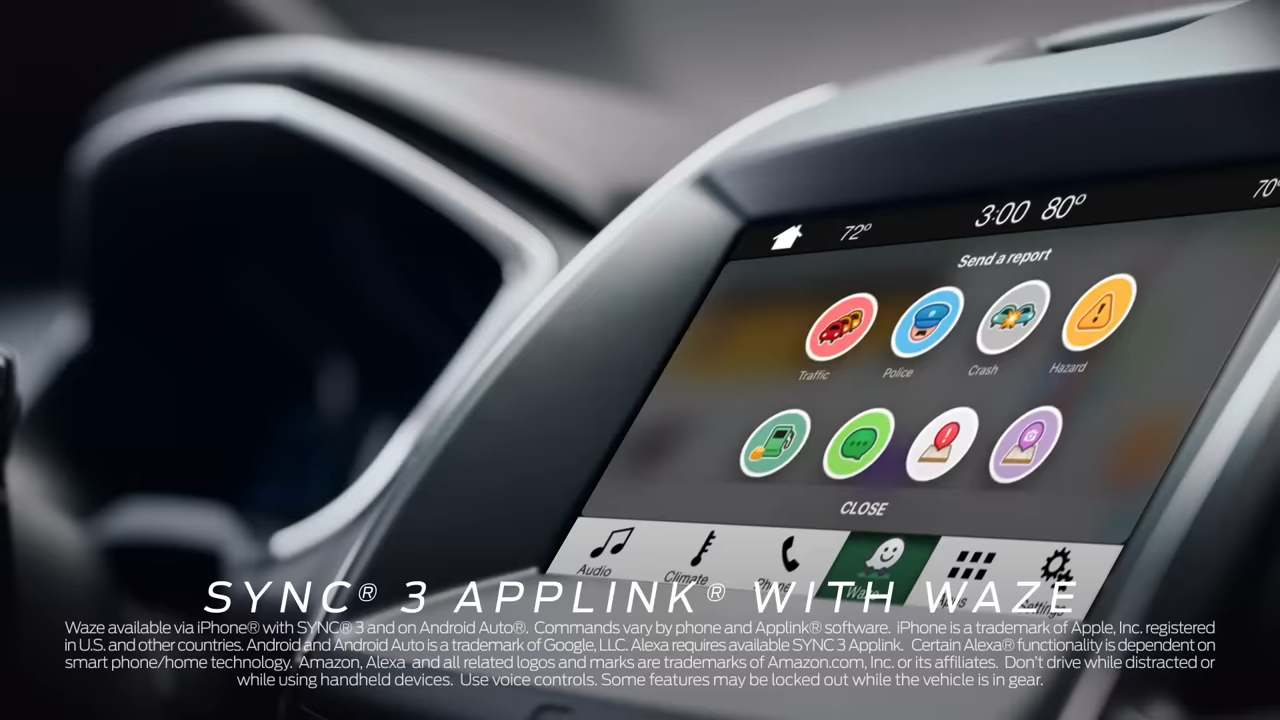 72° 3:00 80° 70°
Send a report
Traffic Police Crash Hazard
CLOSE
Audio Climate Phone Waze Apps Settings
SYNC® 3 APPLINK® WITH WAZE
Waze available via iPhone® with SYNC® 3 and on Android Auto®. Commands vary by phone and Applink® software. iPhone is a trademark of Apple, Inc. registered
in U.S. and other countries. Android and Android Auto is a trademark of Google, LLC. Alexa requires available SYNC 3 Applink. Certain Alexa® functionality is dependent on
smart phone/home technology. Amazon, Alexa and all related logos and marks are trademarks of Amazon.com, Inc. or its affiliates. Don't drive while distracted or
while using handheld devices. Use voice controls. Some features may be locked out while the vehicle is in gear.